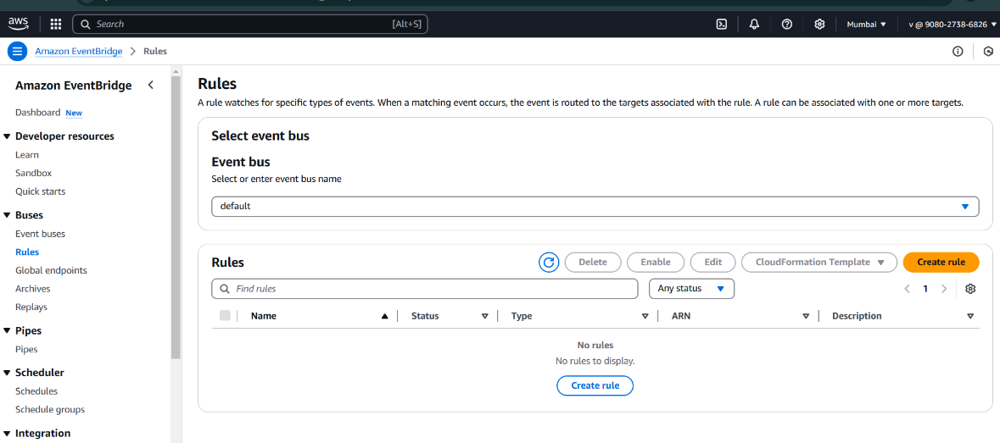 aws
Search [Alt+S]
Mumbai v @ 9080-2738-6826
Amazon EventBridge Rules
Amazon EventBridge
Dashboard New
Developer resources
Learn
Sandbox
Quick starts
Buses
Event buses
Rules
Global endpoints
Archives
Replays
Pipes
Pipes
Scheduler
Schedules
Schedule groups
Integration
Rules
A rule watches for specific types of events. When a matching event occurs, the event is routed to the targets associated with the rule. A rule can be associated with one or more targets.
Select event bus
Event bus
Select or enter event bus name
default
Rules Delete Enable Edit CloudFormation Template Create rule
Find rules Any status 1
Name Status Type ARN Description
No rules
No rules to display.
Create rule